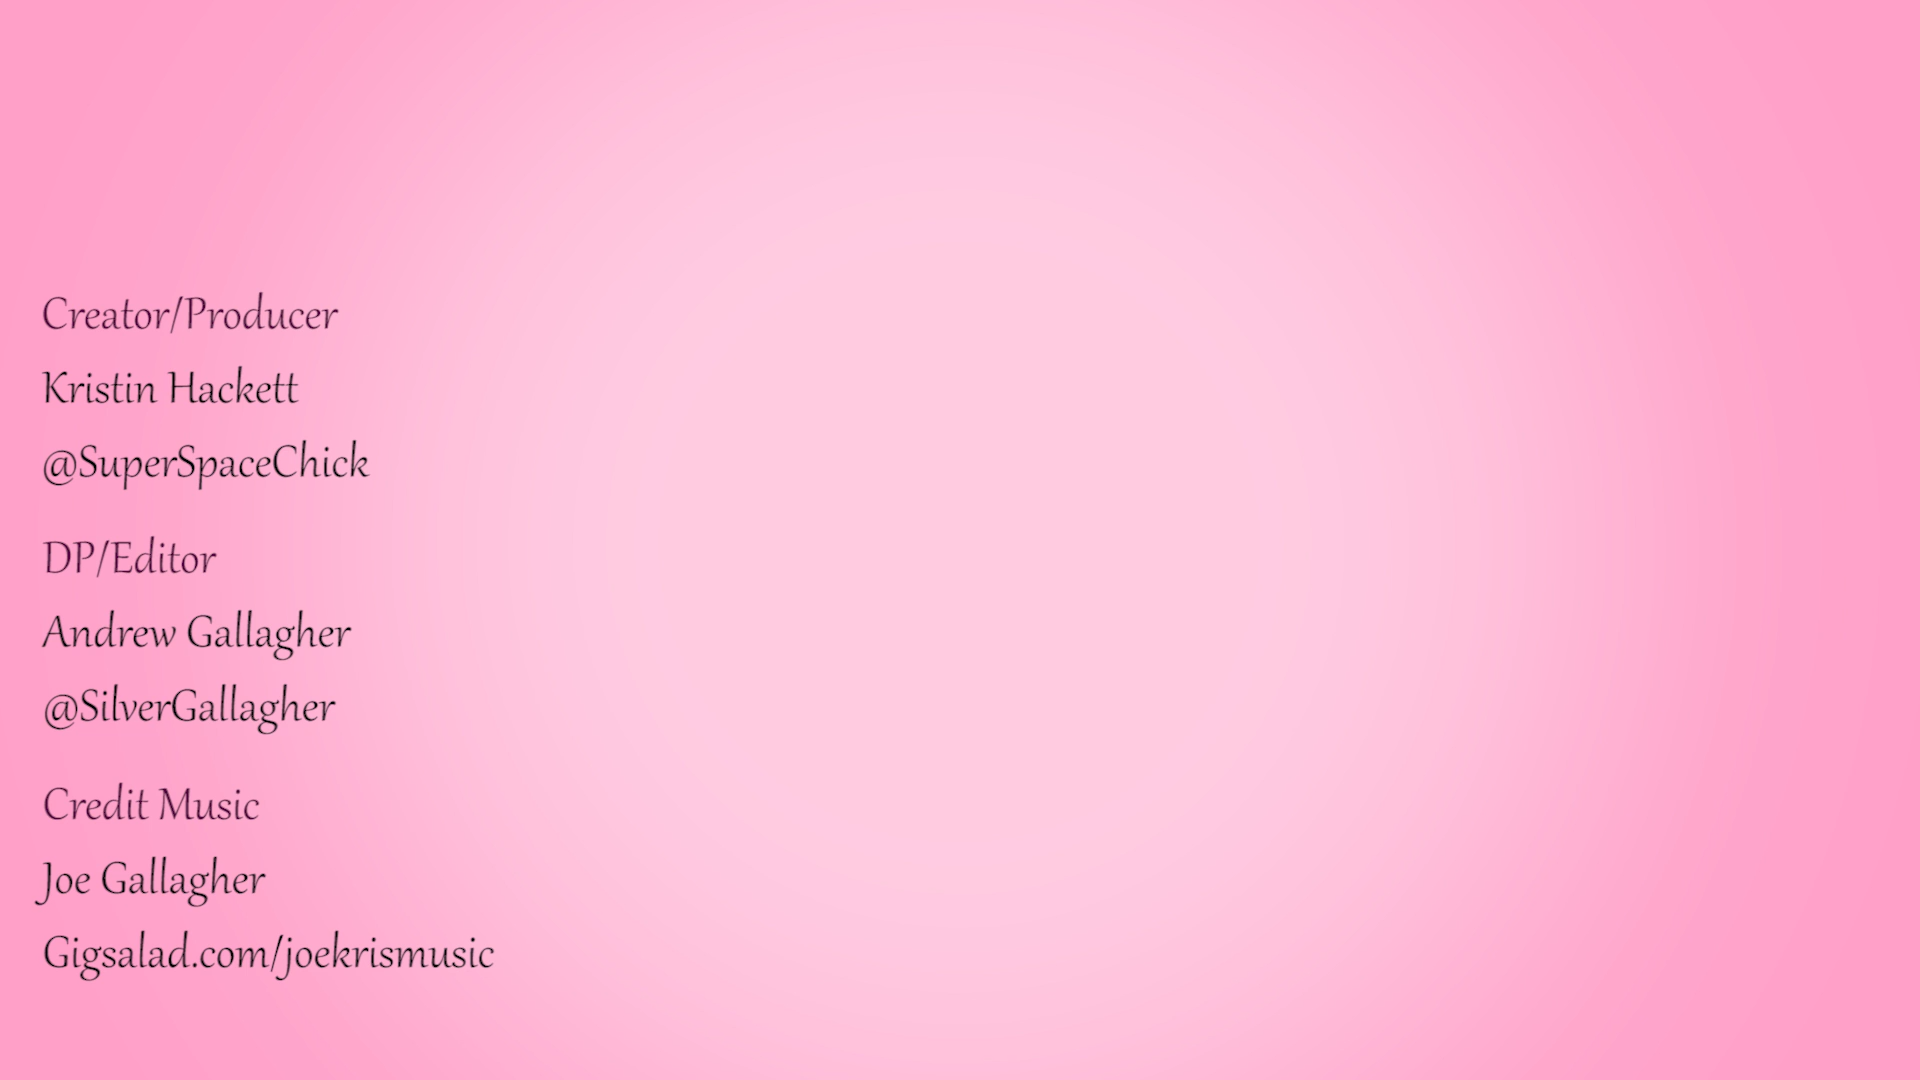 Creator/Producer
Kristin Hackett
@SuperSpaceChick
DP/Editor
Andrew Gallagher
@SilverGallagher
Credit Music
Joe Gallagher
Gigsalad.com/joekrismusic